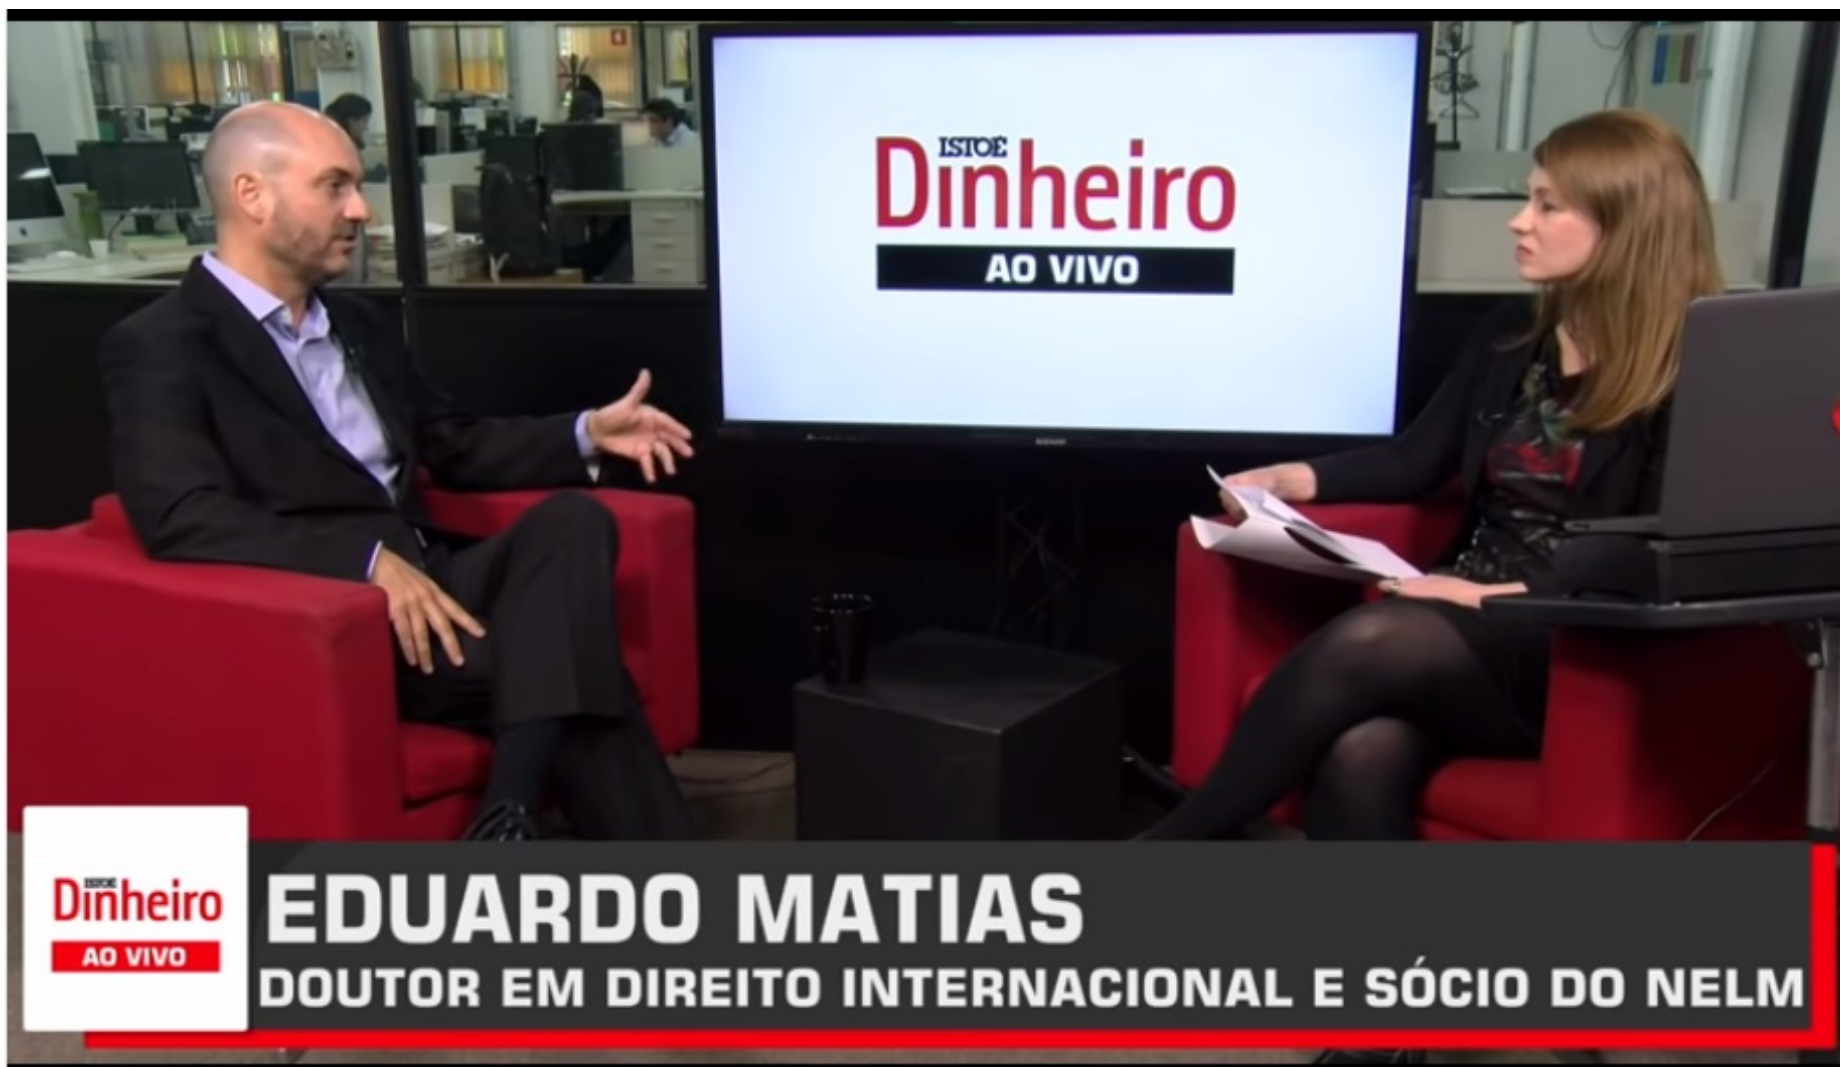 ISTOÉ
Dinheiro
AO VIVO
ISTOÉ
Dinheiro
AO VIVO
EDUARDO MATIAS
DOUTOR EM DIREITO INTERNACIONAL E SÓCIO DO NELM